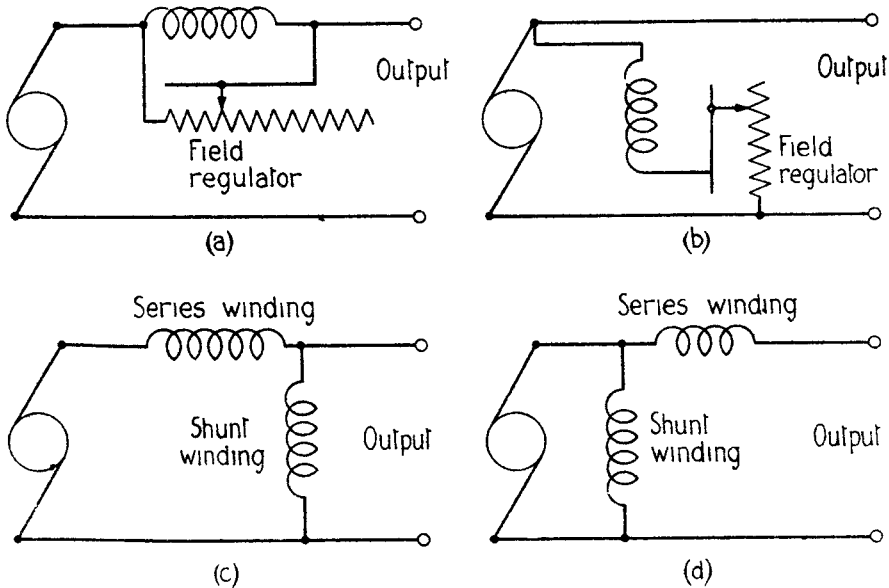 Output
Field
regulator
(a)
Output
Field
regulator
(b)
Series winding
Shunt
winding
Output
(c)
Series winding
Shunt
winding
Output
(d)